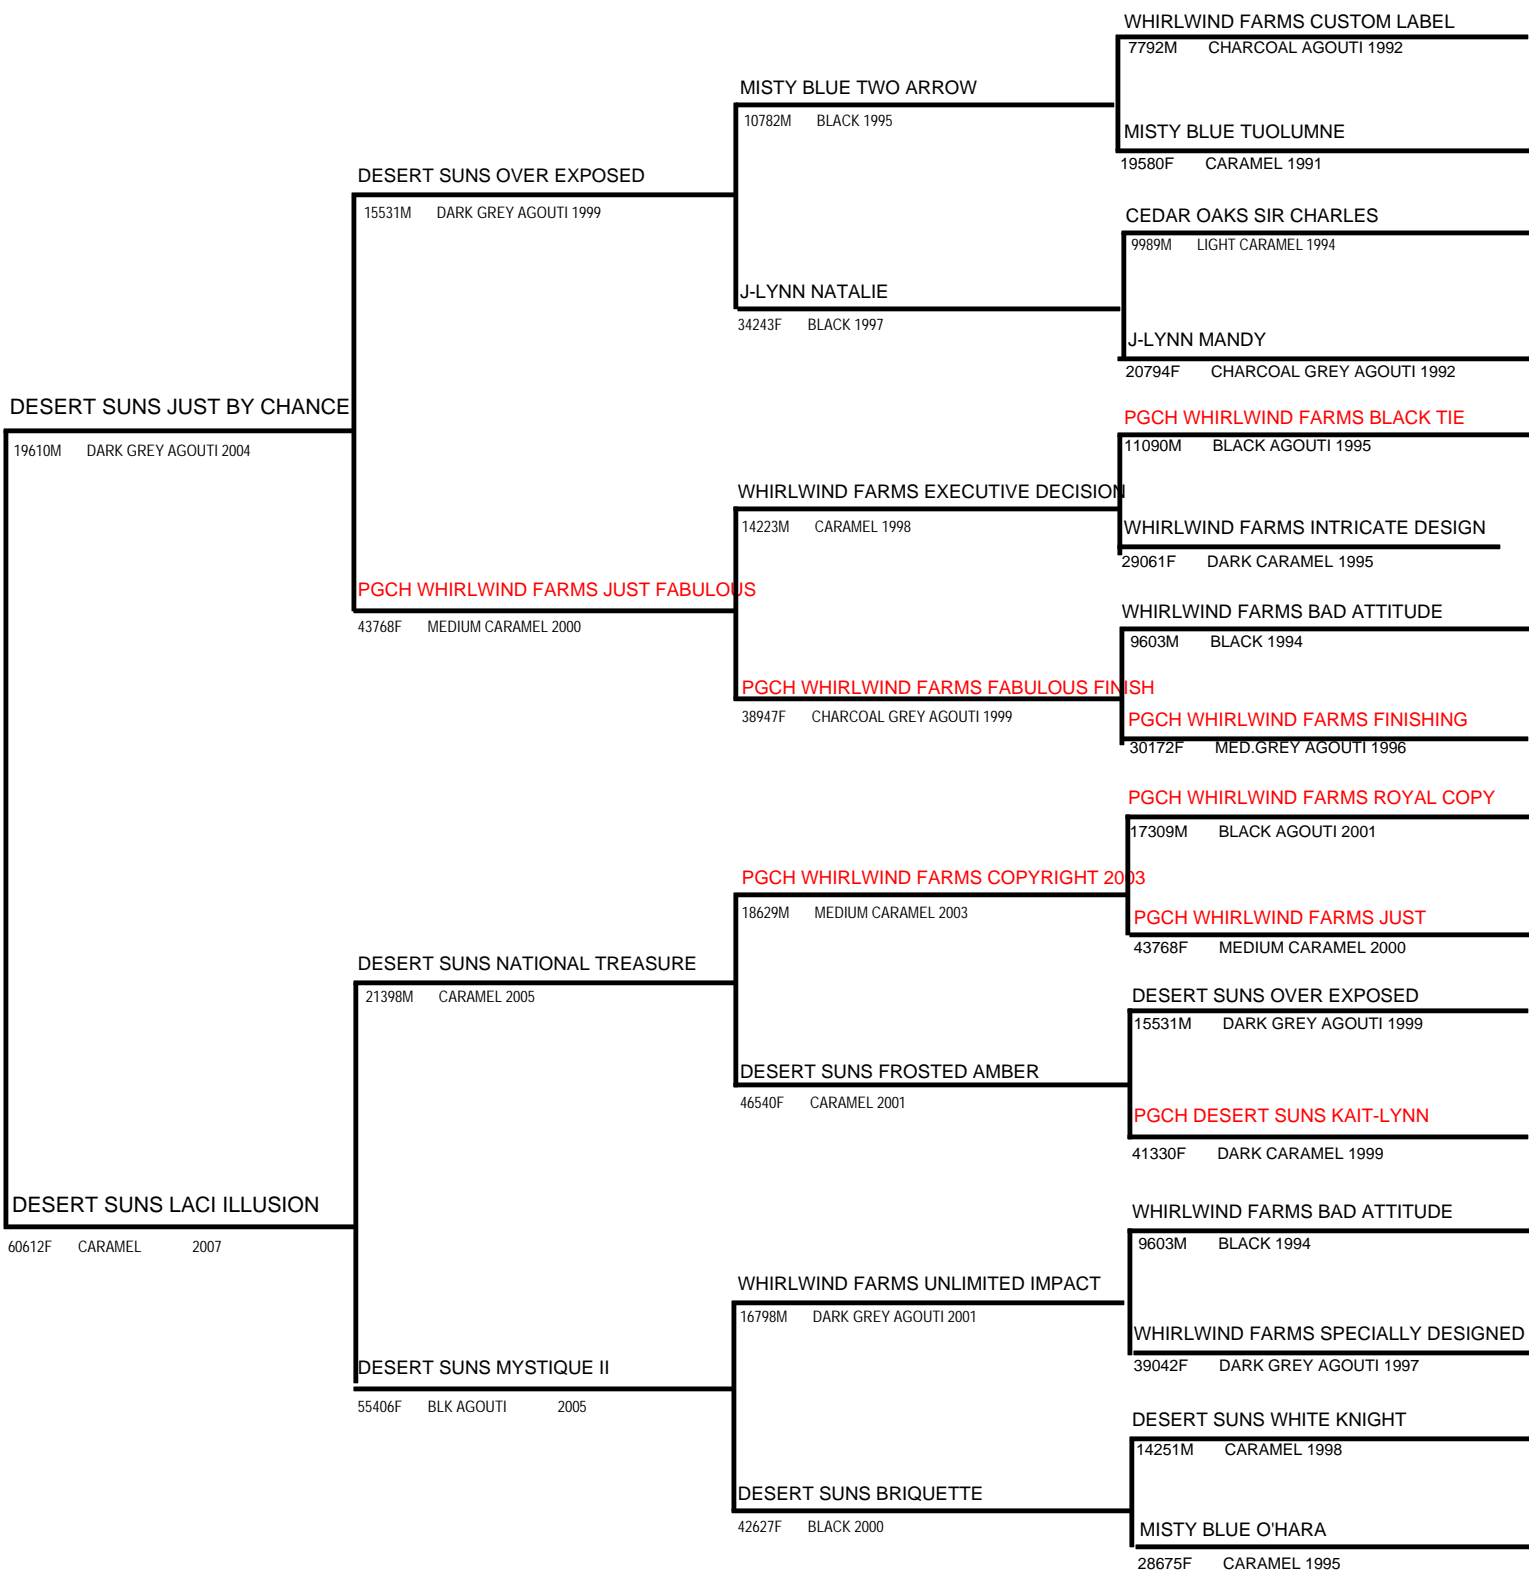 WHIRLWIND FARMS CUSTOM LABEL
7792M CHARCOAL AGOUTI 1992
MISTY BLUE TWO ARROW
10782M BLACK 1995
MISTY BLUE TUOLUMNE
19580F CARAMEL 1991
DESERT SUNS OVER EXPOSED
15531M DARK GREY AGOUTI 1999
CEDAR OAKS SIR CHARLES
9989M LIGHT CARAMEL 1994
J-LYNN NATALIE
34243F BLACK 1997
J-LYNN MANDY
20794F CHARCOAL GREY AGOUTI 1992
DESERT SUNS JUST BY CHANCE
19610M DARK GREY AGOUTI 2004
PGCH WHIRLWIND FARMS BLACK TIE
11090M BLACK AGOUTI 1995
WHIRLWIND FARMS EXECUTIVE DECISION
14223M CARAMEL 1998
WHIRLWIND FARMS INTRICATE DESIGN
29061F DARK CARAMEL 1995
PGCH WHIRLWIND FARMS JUST FABULOUS
43768F MEDIUM CARAMEL 2000
WHIRLWIND FARMS BAD ATTITUDE
9603M BLACK 1994
PGCH WHIRLWIND FARMS FABULOUS FINISH
38947F CHARCOAL GREY AGOUTI 1999
PGCH WHIRLWIND FARMS FINISHING
30172F MED.GREY AGOUTI 1996
PGCH WHIRLWIND FARMS ROYAL COPY
17309M BLACK AGOUTI 2001
PGCH WHIRLWIND FARMS COPYRIGHT 2003
18629M MEDIUM CARAMEL 2003
PGCH WHIRLWIND FARMS JUST
43768F MEDIUM CARAMEL 2000
DESERT SUNS NATIONAL TREASURE
21398M CARAMEL 2005
DESERT SUNS OVER EXPOSED
15531M DARK GREY AGOUTI 1999
DESERT SUNS FROSTED AMBER
46540F CARAMEL 2001
PGCH DESERT SUNS KAIT-LYNN
41330F DARK CARAMEL 1999
DESERT SUNS LACI ILLUSION
60612F CARAMEL 2007
WHIRLWIND FARMS BAD ATTITUDE
9603M BLACK 1994
WHIRLWIND FARMS UNLIMITED IMPACT
16798M DARK GREY AGOUTI 2001
WHIRLWIND FARMS SPECIALLY DESIGNED
39042F DARK GREY AGOUTI 1997
DESERT SUNS MYSTIQUE II
55406F BLK AGOUTI 2005
DESERT SUNS WHITE KNIGHT
14251M CARAMEL 1998
DESERT SUNS BRIQUETTE
42627F BLACK 2000
MISTY BLUE O'HARA
28675F CARAMEL 1995